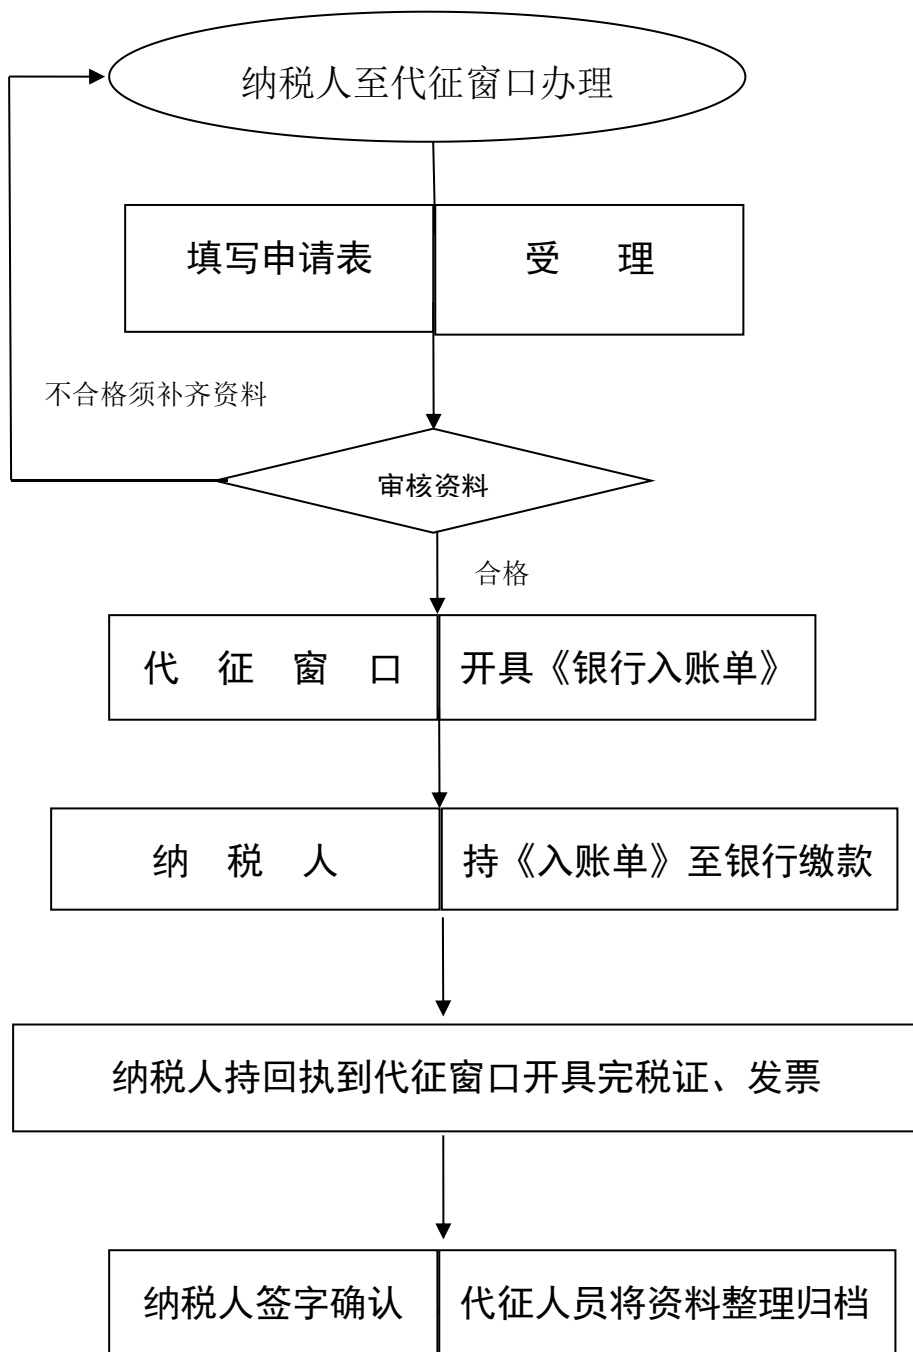 纳税人至代征窗口办理
填写申请表
受 理
不合格须补齐资料
审核资料
合格
代 征 窗 口
开具《银行入账单》
纳 税 人
持《入账单》至银行缴款
纳税人持回执到代征窗口开具完税证、发票
纳税人签字确认
代征人员将资料整理归档